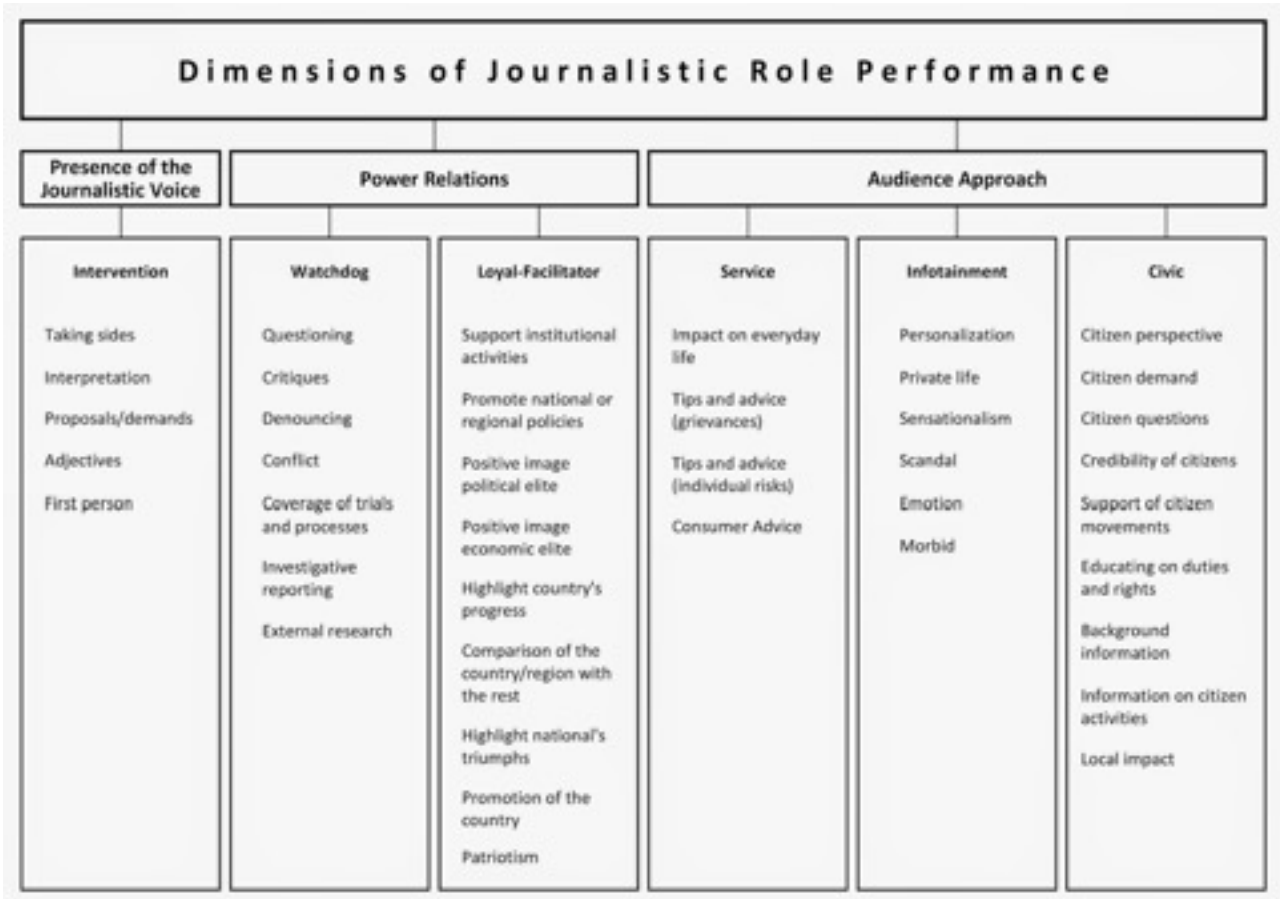 Dimensions of Journalistic Role Performance
Presence of the
Journalistic Voice
Power Relations
Audience Approach
Intervention
Taking sides
Interpretation
Proposals/demands
Adjectives
First person
Watchdog
Questioning
Critiques
Denouncing
Conflict
Coverage of trials
and processes
Investigative
reporting
External research
Loyal-Facilitator
Support institutional
activities
Promote national or
regional policies
Positive image
political elite
Positive image
economic elite
Highlight country's
progress
Comparison of the
country/region with
the rest
Highlight national's
triumphs
Promotion of the
country
Patriotism
Service
Impact on everyday
life
Tips and advice
(grievances)
Tips and advice
(individual risks)
Consumer Advice
Infotainment
Personalization
Private life
Sensationalism
Scandal
Emotion
Morbid
Civic
Citizen perspective
Citizen demand
Citizen questions
Credibility of citizens
Support of citizen
movements
Educating on duties
and rights
Background
information
Information on citizen
activities
Local impact